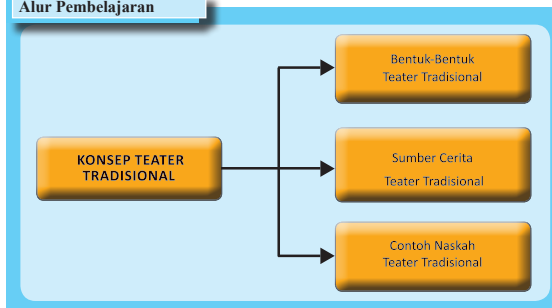 Alur Pembelajaran
KONSEP TEATER
TRADISIONAL
Bentuk-Bentuk
Teater Tradisional
Sumber Cerita
Teater Tradisional
Contoh Naskah
Teater Tradisional